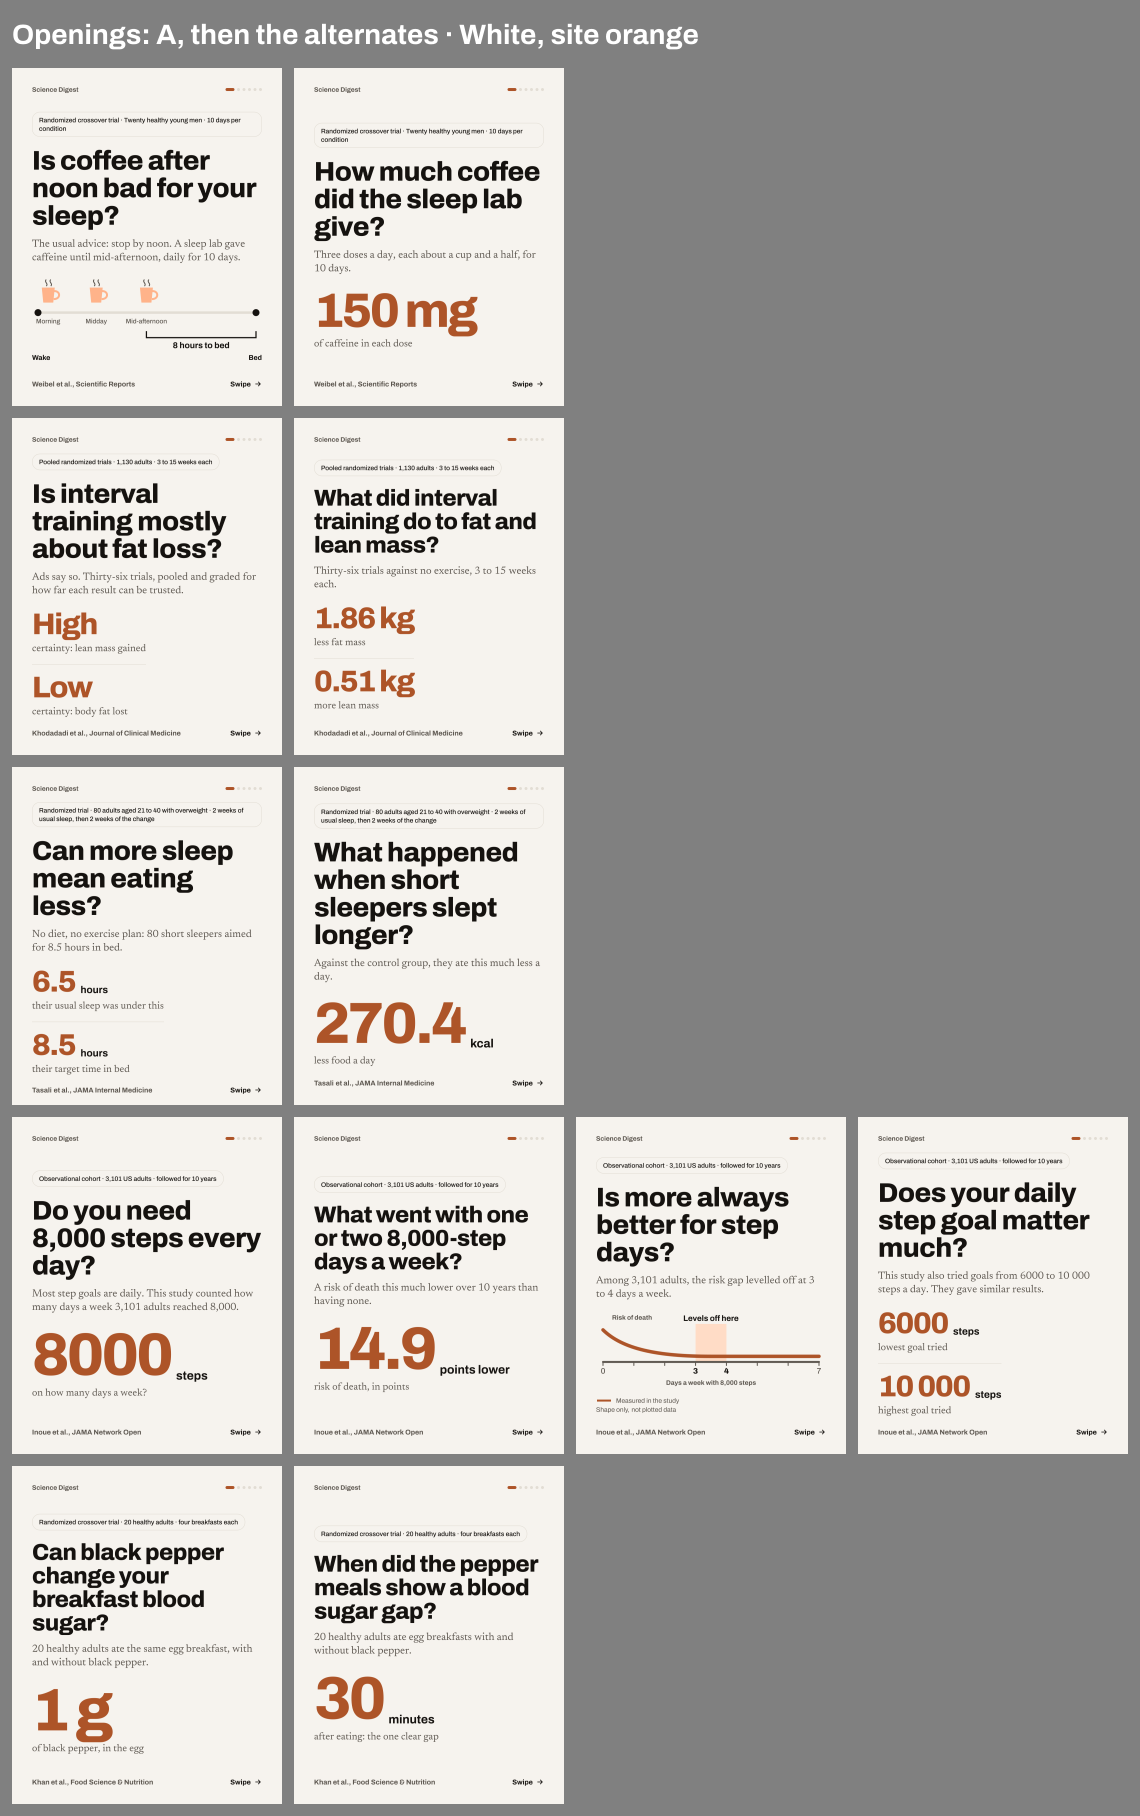 Openings: A, then the alternates · White, site orange
Science Digest
Randomized crossover trial · Twenty healthy young men · 10 days per
condition
Is coffee after
noon bad for your
sleep?
The usual advice: stop by noon. A sleep lab gave
caffeine until mid-afternoon, daily for 10 days.
Morning
Midday
Mid-afternoon
8 hours to bed
Wake
Bed
Weibel et al., Scientific Reports
Swipe →
Science Digest
Randomized crossover trial · Twenty healthy young men · 10 days per
condition
How much coffee
did the sleep lab
give?
Three doses a day, each about a cup and a half, for
10 days.
150 mg
of caffeine in each dose
Weibel et al., Scientific Reports
Swipe →
Science Digest
Pooled randomized trials · 1,130 adults · 3 to 15 weeks each
Is interval
training mostly
about fat loss?
Ads say so. Thirty-six trials, pooled and graded for
how far each result can be trusted.
High
certainty: lean mass gained
Low
certainty: body fat lost
Khodadadi et al., Journal of Clinical Medicine
Swipe →
Science Digest
Pooled randomized trials · 1,130 adults · 3 to 15 weeks each
What did interval
training do to fat and
lean mass?
Thirty-six trials against no exercise, 3 to 15 weeks
each.
1.86 kg
less fat mass
0.51 kg
more lean mass
Khodadadi et al., Journal of Clinical Medicine
Swipe →
Science Digest
Randomized trial · 80 adults aged 21 to 40 with overweight · 2 weeks of
usual sleep, then 2 weeks of the change
Can more sleep
mean eating
less?
No diet, no exercise plan: 80 short sleepers aimed
for 8.5 hours in bed.
6.5 hours
their usual sleep was under this
8.5 hours
their target time in bed
Tasali et al., JAMA Internal Medicine
Swipe →
Science Digest
Randomized trial · 80 adults aged 21 to 40 with overweight · 2 weeks of
usual sleep, then 2 weeks of the change
What happened
when short
sleepers slept
longer?
Against the control group, they ate this much less a
day.
270.4 kcal
less food a day
Tasali et al., JAMA Internal Medicine
Swipe →
Science Digest
Observational cohort · 3,101 US adults · followed for 10 years
Do you need
8,000 steps every
day?
Most step goals are daily. This study counted how
many days a week 3,101 adults reached 8,000.
8000 steps
on how many days a week?
Inoue et al., JAMA Network Open
Swipe →
Science Digest
Observational cohort · 3,101 US adults · followed for 10 years
What went with one
or two 8,000-step
days a week?
A risk of death this much lower over 10 years than
having none.
14.9 points lower
risk of death, in points
Inoue et al., JAMA Network Open
Swipe →
Science Digest
Observational cohort · 3,101 US adults · followed for 10 years
Is more always
better for step
days?
Among 3,101 adults, the risk gap levelled off at 3
to 4 days a week.
Risk of death
Levels off here
0
3
4
7
Days a week with 8,000 steps
Measured in the study
Shape only, not plotted data
Inoue et al., JAMA Network Open
Swipe →
Science Digest
Observational cohort · 3,101 US adults · followed for 10 years
Does your daily
step goal matter
much?
This study also tried goals from 6000 to 10 000
steps a day. They gave similar results.
6000 steps
lowest goal tried
10 000 steps
highest goal tried
Inoue et al., JAMA Network Open
Swipe →
Science Digest
Randomized crossover trial · 20 healthy adults · four breakfasts each
Can black pepper
change your
breakfast blood
sugar?
20 healthy adults ate the same egg breakfast, with
and without black pepper.
1 g
of black pepper, in the egg
Khan et al., Food Science & Nutrition
Swipe →
Science Digest
Randomized crossover trial · 20 healthy adults · four breakfasts each
When did the pepper
meals show a blood
sugar gap?
20 healthy adults ate egg breakfasts with and
without black pepper.
30 minutes
after eating: the one clear gap
Khan et al., Food Science & Nutrition
Swipe →